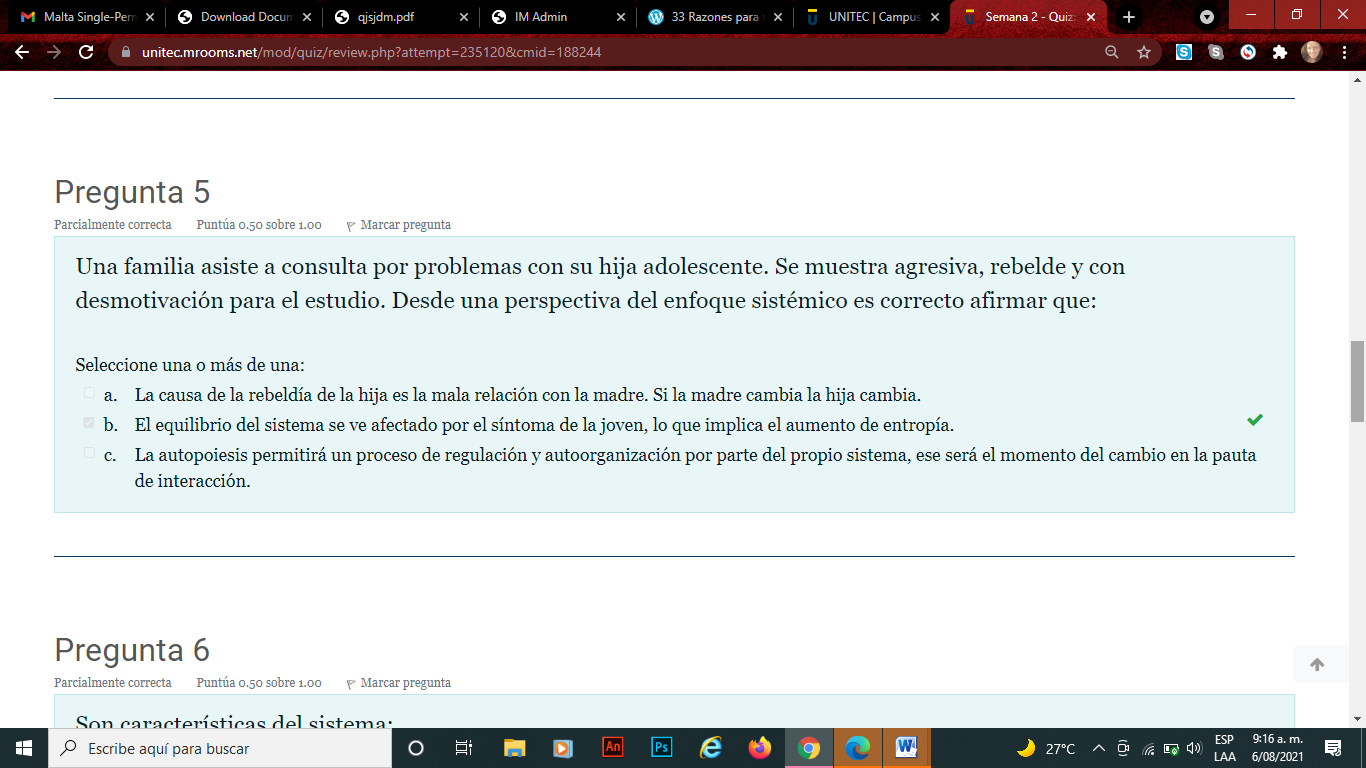 Malta Single-Per
Download Docum
qjsjdm.pdf
IM Admin
33 Razones para
UNITEC | Campus
Semana 2 - Quiz
unitec.mrooms.net/mod/quiz/review.php?attempt=235120&cmid=188244
Pregunta 5
Parcialmente correcta Puntúa 0.50 sobre 1.00 Marcar pregunta
Una familia asiste a consulta por problemas con su hija adolescente. Se muestra agresiva, rebelde y con
desmotivación para el estudio. Desde una perspectiva del enfoque sistémico es correcto afirmar que:
Seleccione una o más de una:
a. La causa de la rebeldía de la hija es la mala relación con la madre. Si la madre cambia la hija cambia.
b. El equilibrio del sistema se ve afectado por el síntoma de la joven, lo que implica el aumento de entropía.
c. La autopoiesis permitirá un proceso de regulación y autoorganización por parte del propio sistema, ese será el momento del cambio en la pauta
de interacción.
Pregunta 6
Parcialmente correcta Puntúa 0.50 sobre 1.00 Marcar pregunta
Son características del sistema:
Escribe aquí para buscar
An
Ps
27°C
ESP
LAA
9:16 a. m.
6/08/2021